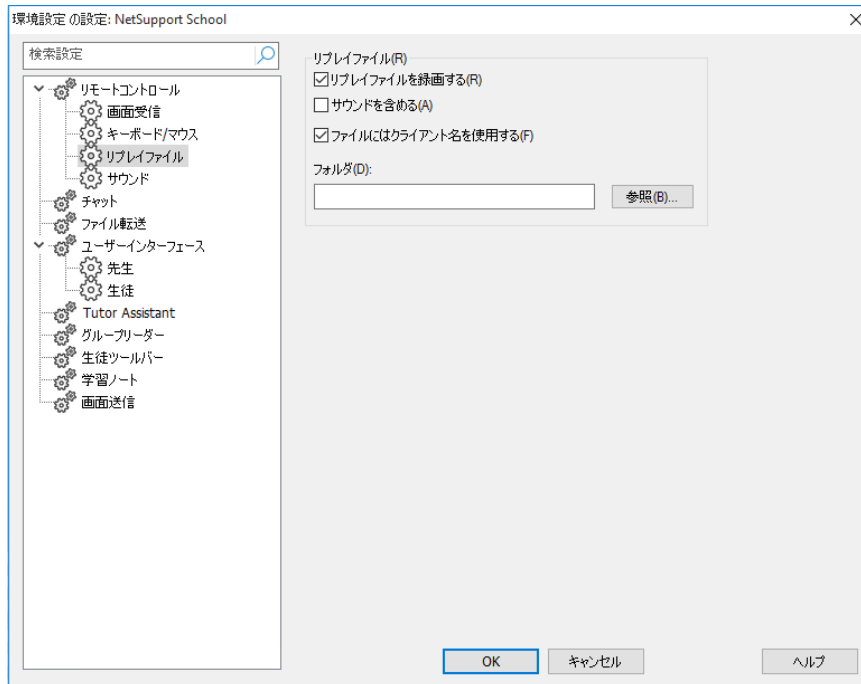 環境設定 の設定: NetSupport School
検索設定
リモートコントロール
画面受信
キーボード/マウス
リプレイファイル
サウンド
チャット
ファイル転送
ユーザーインターフェース
先生
生徒
Tutor Assistant
グループリーダー
生徒ツールバー
学習ノート
画面送信
リプレイファイル(R)
リプレイファイルを録画する(R)
サウンドを含める(A)
ファイルにはクライアント名を使用する(F)
フォルダ(D):
参照(B)...
OK
キャンセル
ヘルプ